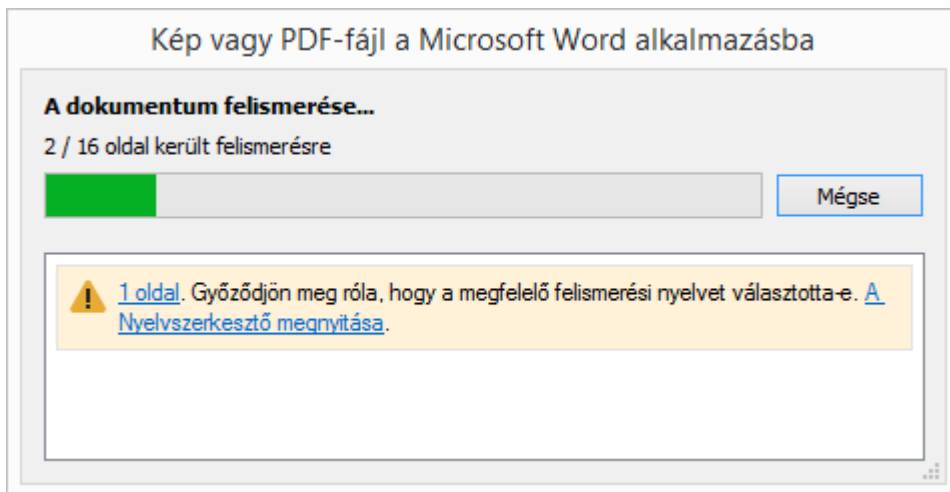 Kép vagy PDF-fájl a Microsoft Word alkalmazásba
A dokumentum felismerése...
2 / 16 oldal került felismerésre
Mégse
1 oldal. Győződjön meg róla, hogy a megfelelő felismerési nyelvet választotta-e. A
Nyelvszerkesztő megnyitása.